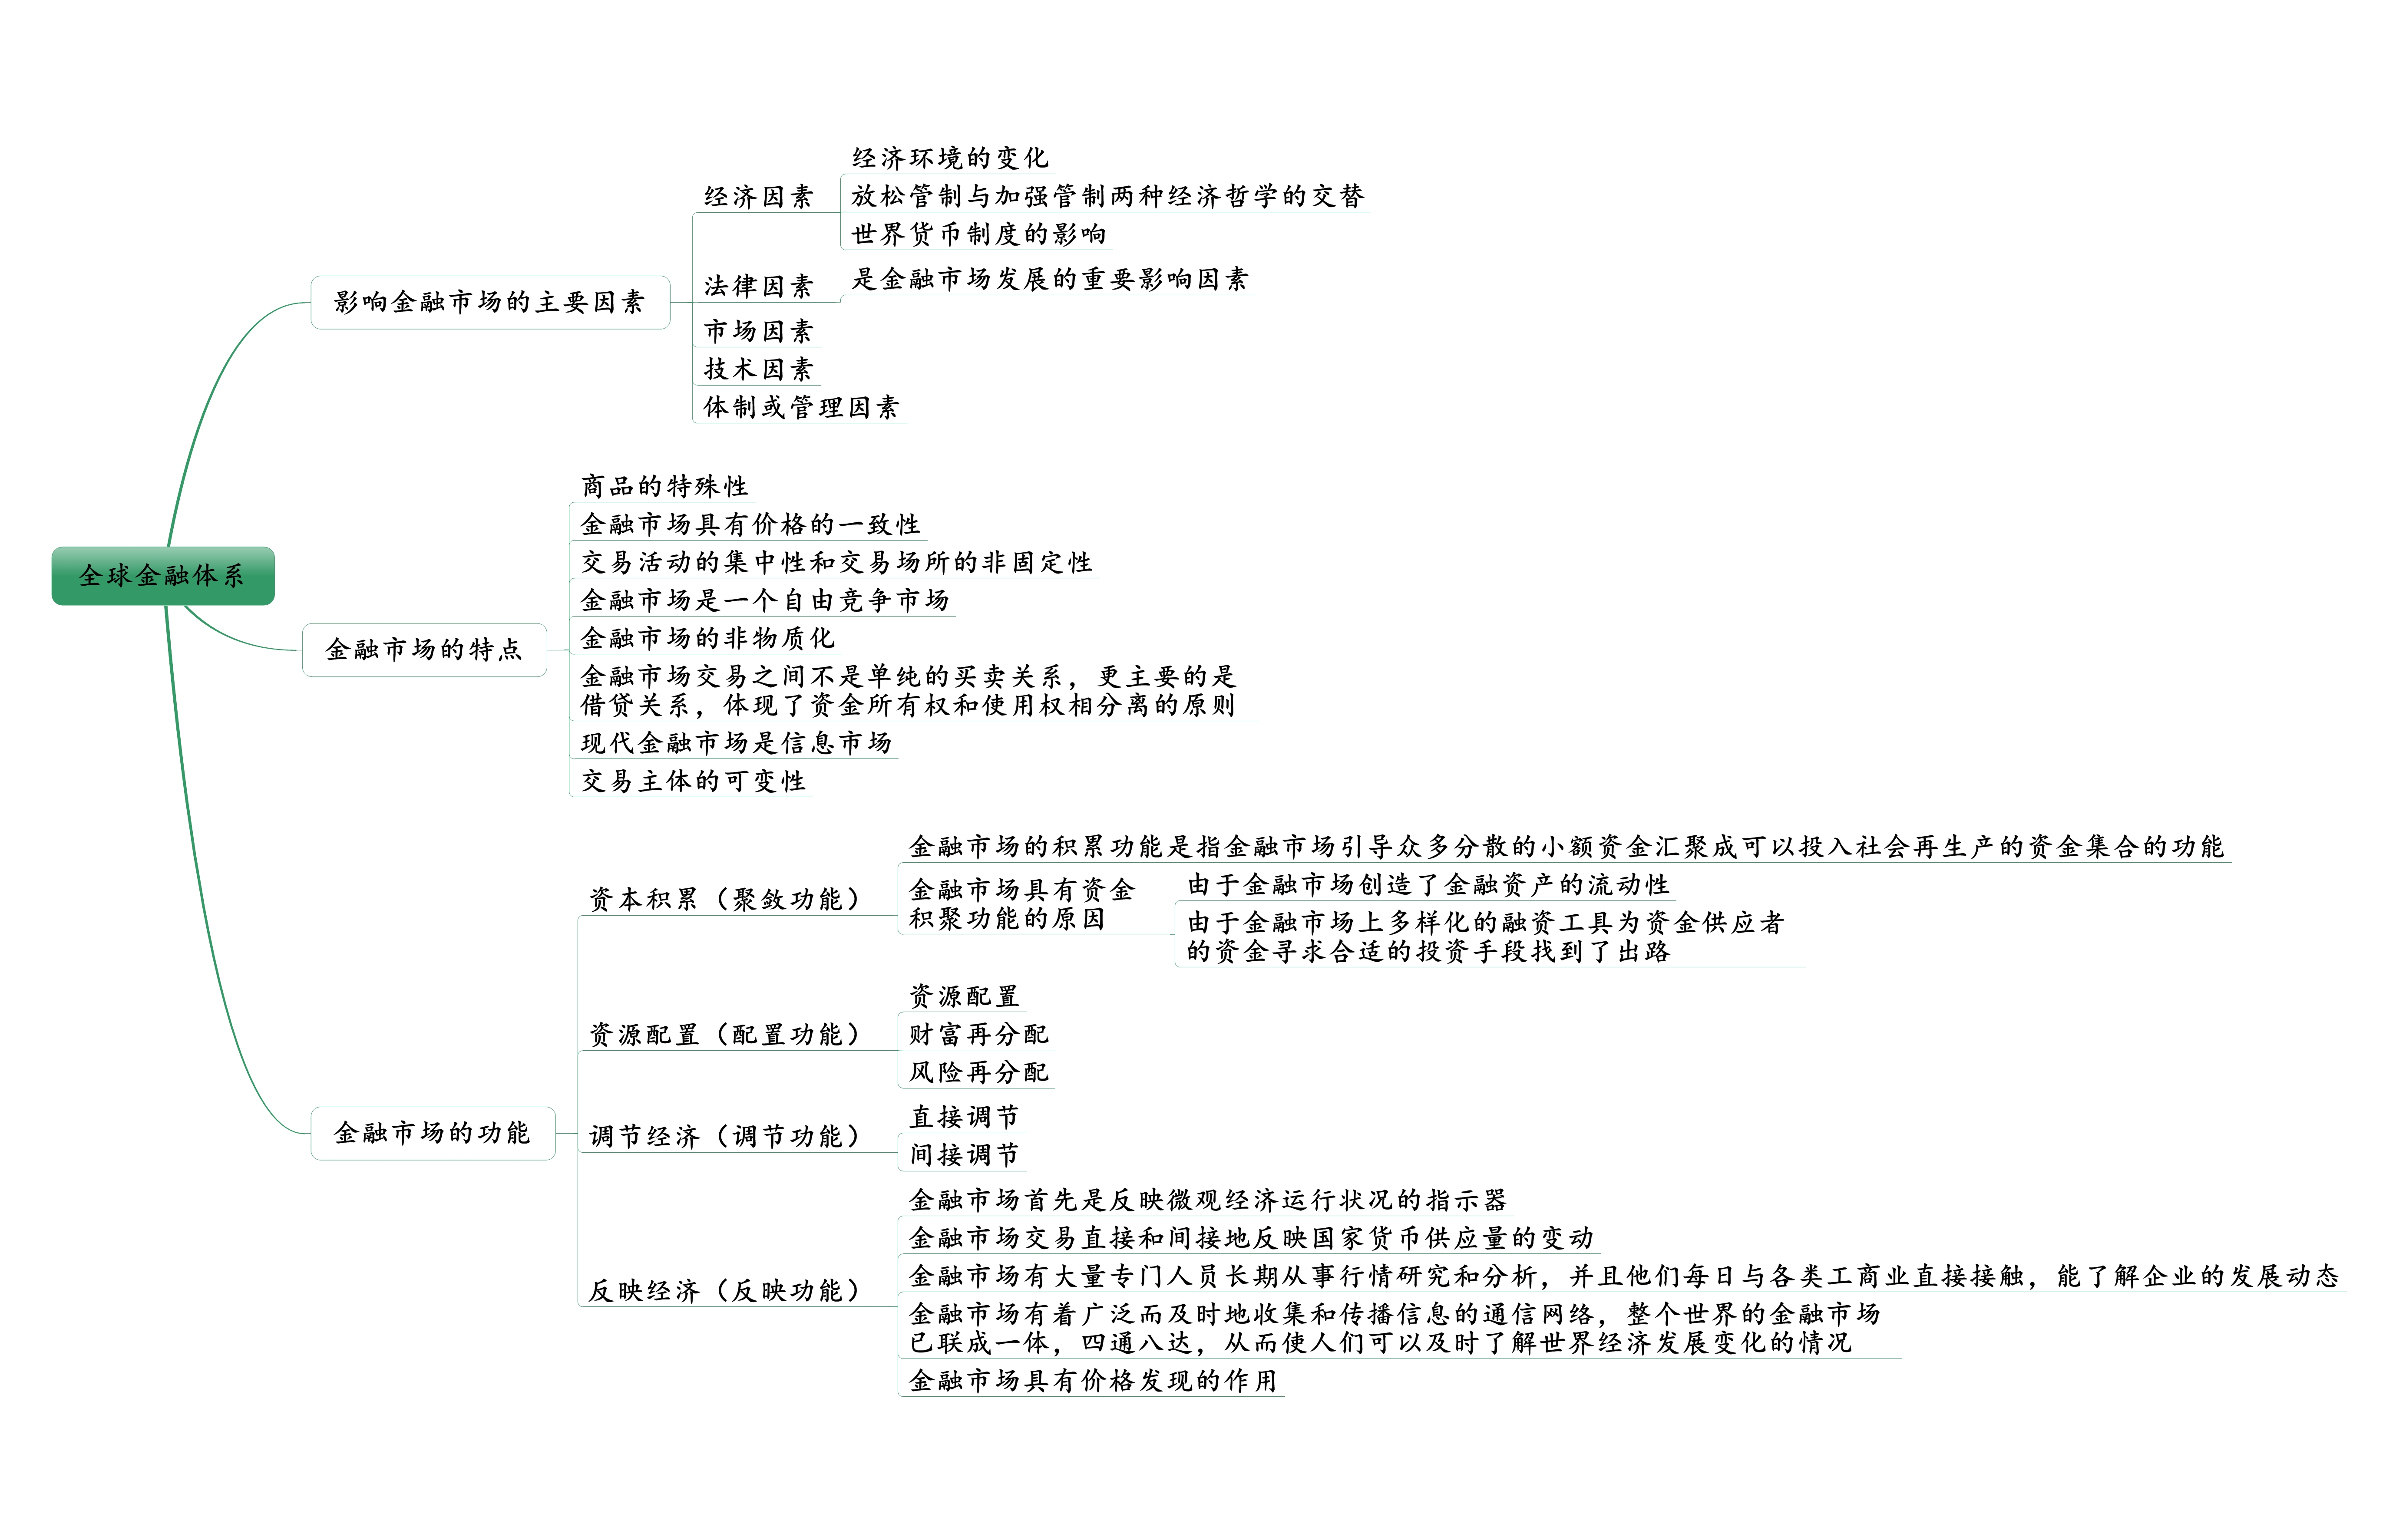 全球金融体系
影响金融市场的主要因素
经济因素
经济环境的变化
放松管制与加强管制两种经济哲学的交替
世界货币制度的影响
法律因素
是金融市场发展的重要影响因素
市场因素
技术因素
体制或管理因素
金融市场的特点
商品的特殊性
金融市场具有价格的一致性
交易活动的集中性和交易场所的非固定性
金融市场是一个自由竞争市场
金融市场的非物质化
金融市场交易之间不是单纯的买卖关系，更主要的是
借贷关系，体现了资金所有权和使用权相分离的原则
现代金融市场是信息市场
交易主体的可变性
金融市场的功能
资本积累（聚敛功能）
金融市场的积累功能是指金融市场引导众多分散的小额资金汇聚成可以投入社会再生产的资金集合的功能
金融市场具有资金
积聚功能的原因
由于金融市场创造了金融资产的流动性
由于金融市场上多样化的融资工具为资金供应者
的资金寻求合适的投资手段找到了出路
资源配置（配置功能）
资源配置
财富再分配
风险再分配
调节经济（调节功能）
直接调节
间接调节
反映经济（反映功能）
金融市场首先是反映微观经济运行状况的指示器
金融市场交易直接和间接地反映国家货币供应量的变动
金融市场有大量专门人员长期从事行情研究和分析，并且他们每日与各类工商业直接接触，能了解企业的发展动态
金融市场有着广泛而及时地收集和传播信息的通信网络，整个世界的金融市场
已联成一体，四通八达，从而使人们可以及时了解世界经济发展变化的情况
金融市场具有价格发现的作用